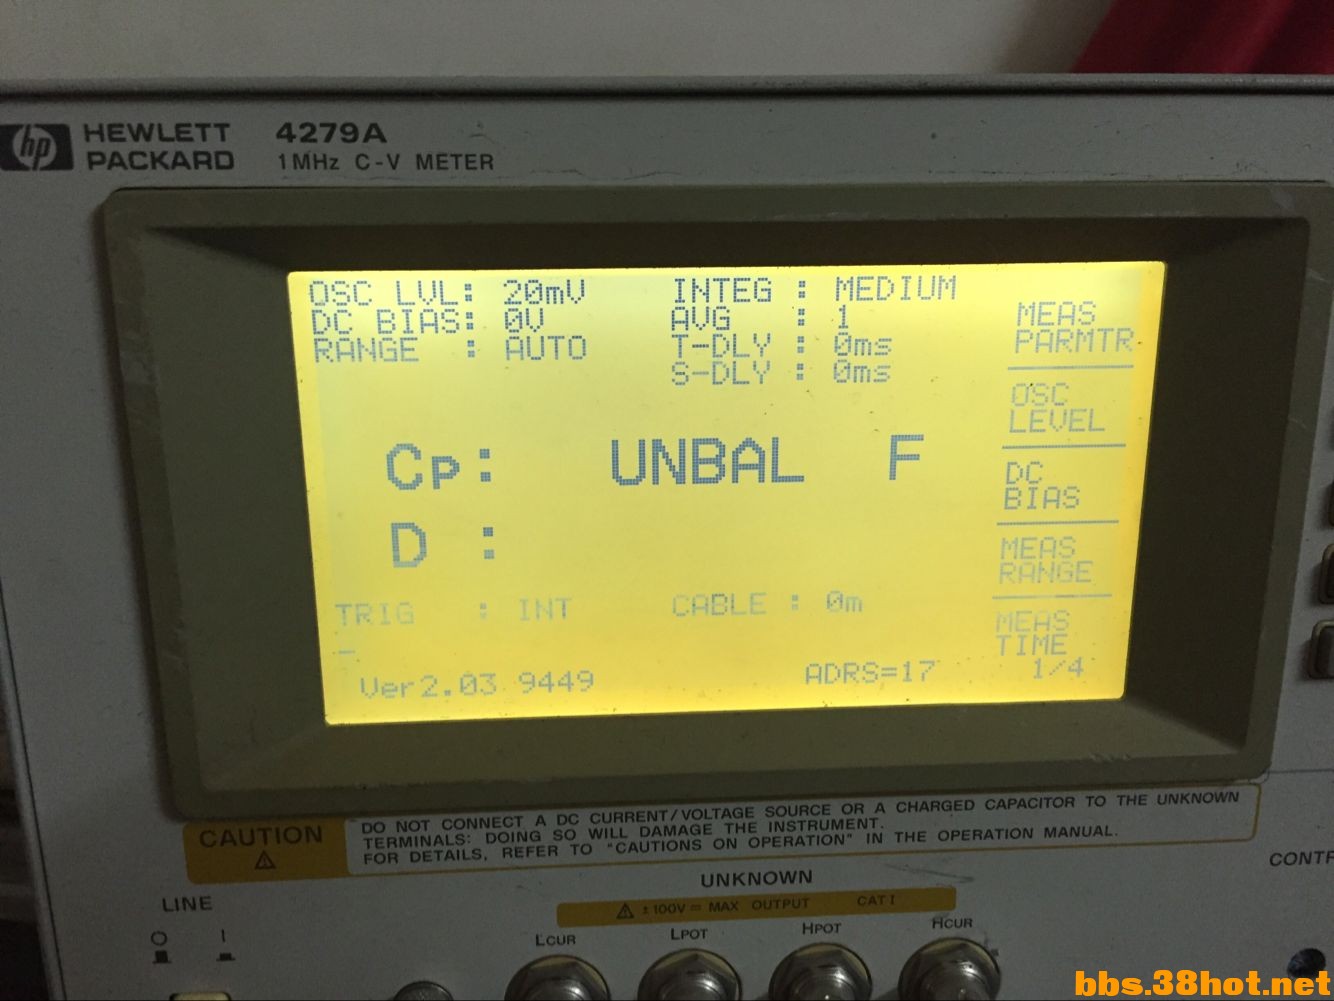 hp HEWLETT PACKARD 4279A
1MHz C-V METER
OSC LVL: 20mV INTEG : MEDIUM
DC BIAS: 0V AVG : 1
RANGE : AUTO T-DLY : 0ms
S-DLY : 0ms
MEAS
PARMTR
OSC
LEVEL
DC
BIAS
MEAS
RANGE
MEAS
TIME
1/4
Cp: UNBAL F
D :
TRIG : INT CABLE : 0m
Ver2.03 9449 ADRS=17
CAUTION
DO NOT CONNECT A DC CURRENT/VOLTAGE SOURCE OR A CHARGED CAPACITOR TO THE UNKNOWN
TERMINALS: DOING SO WILL DAMAGE THE INSTRUMENT.
FOR DETAILS, REFER TO "CAUTIONS ON OPERATION" IN THE OPERATION MANUAL.
CONTR
LINE
UNKNOWN
±100V MAX OUTPUT CAT I
LCUR LPOT HPOT HCUR
bbs.38hot.net